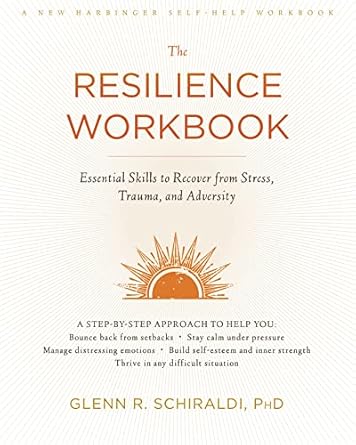 A NEW HARBINGER SELF-HELP WORKBOOK
The
RESILIENCE
WORKBOOK
Essential Skills to Recover from Stress,
Trauma, and Adversity
A STEP-BY-STEP APPROACH TO HELP YOU:
Bounce back from setbacks • Stay calm under pressure
Manage distressing emotions • Build self-esteem and inner strength
Thrive in any difficult situation
GLENN R. SCHIRALDI, PhD